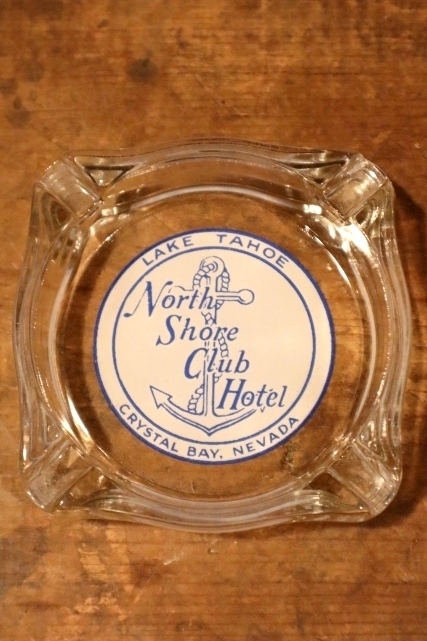 LAKE TAHOE
North
Shore
Club
Hotel
CRYSTAL BAY, NEVADA